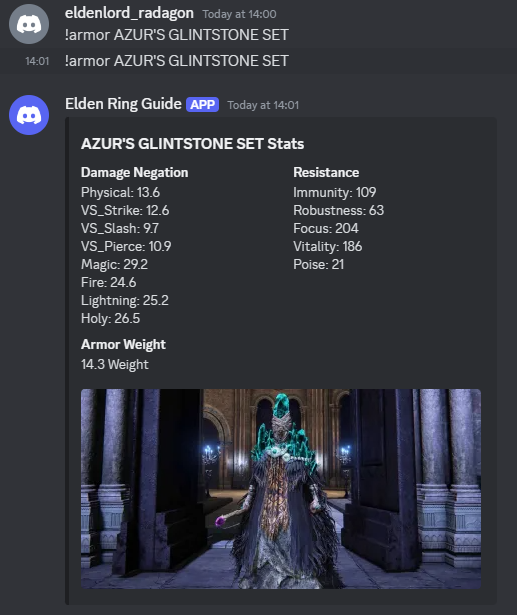 eldenlord_radagon Today at 14:00
!armor AZUR'S GLINTSTONE SET
14:01 !armor AZUR'S GLINTSTONE SET
Elden Ring Guide APP Today at 14:01
AZUR'S GLINTSTONE SET Stats
Damage Negation
Physical: 13.6
VS_Strike: 12.6
VS_Slash: 9.7
VS_Pierce: 10.9
Magic: 29.2
Fire: 24.6
Lightning: 25.2
Holy: 26.5
Resistance
Immunity: 109
Robustness: 63
Focus: 204
Vitality: 186
Poise: 21
Armor Weight
14.3 Weight